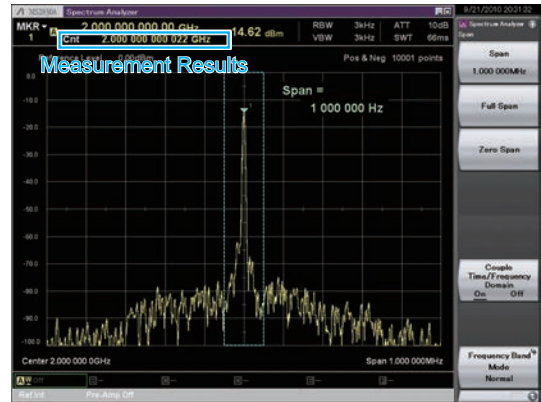 MS2830A Spectrum Analyzer
9/21/2010 20:31:32
MKR
1
2.000 000 000 00 GHz
Cnt 2.000 000 000 022 GHz
-14.62 dBm
RBW 3kHz
VBW 3kHz
ATT 10dB
SWT 66ms
Reference Level 0.00dBm
Pos & Neg 10001 points
Measurement Results
Span =
1 000 000 Hz
0.0
-10.0
-20.0
-30.0
-40.0
-50.0
-60.0
-70.0
-80.0
-90.0
-100.0
1
Center 2.000 000 0GHz
Span 1.000 000MHz
Ref.Int
Pre-Amp Off
Spectrum Analyzer
Span
Span
1.000 000MHz
Full Span
Zero Span
Couple
Time/Frequency
Domain
On Off
Frequency Band
Mode
Normal